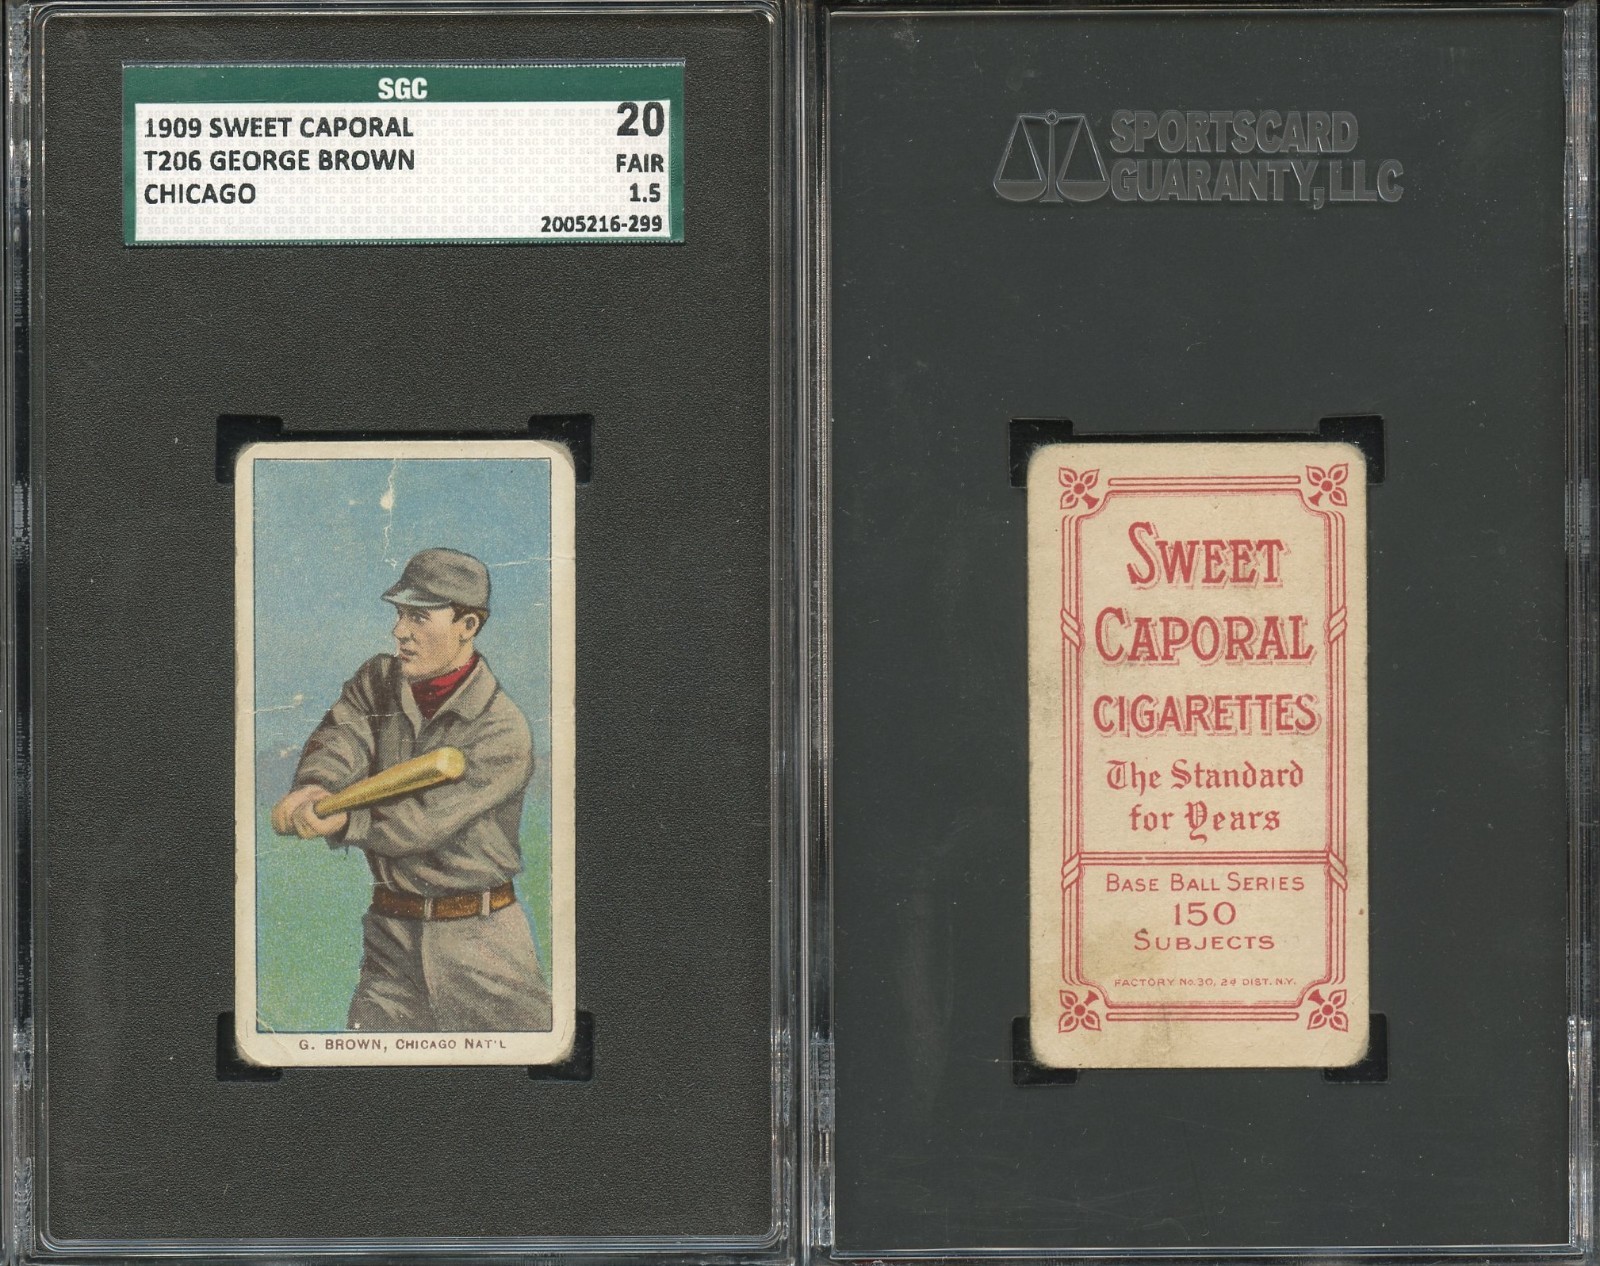 SGC
1909 SWEET CAPORAL
T206 GEORGE BROWN
CHICAGO
20
FAIR
1.5
2005216-299
G. BROWN, CHICAGO NAT'L
SPORTSCARD
GUARANTY, LLC
SWEET
CAPORAL
CIGARETTES
The Standard
for Years
BASE BALL SERIES
150
SUBJECTS
FACTORY No. 30, 2d DIST. N.Y.